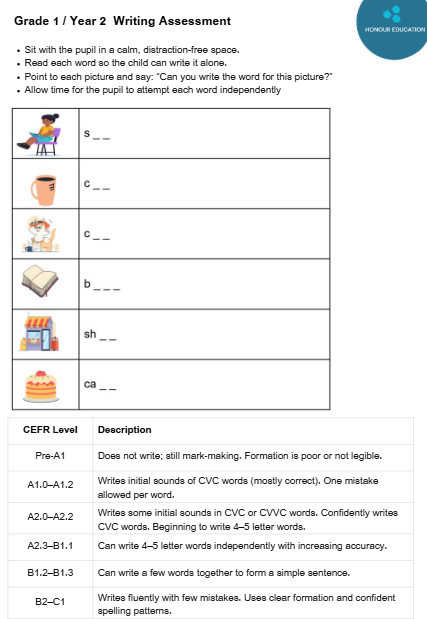 Grade 1 / Year 2 Writing Assessment
HONOUR EDUCATION
• Sit with the pupil in a calm, distraction-free space.
• Read each word so the child can write it alone.
• Point to each picture and say: "Can you write the word for this picture?"
• Allow time for the pupil to attempt each word independently
s _ _
c _ _
c _ _
b _ _ _
sh _ _
ca _ _
CEFR Level Description
Pre-A1 Does not write; still mark-making. Formation is poor or not legible.
A1.0–A1.2 Writes initial sounds of CVC words (mostly correct). One mistake
allowed per word.
A2.0–A2.2 Writes some initial sounds in CVC or CVVC words. Confidently writes
CVC words. Beginning to write 4–5 letter words.
A2.3–B1.1 Can write 4–5 letter words independently with increasing accuracy.
B1.2–B1.3 Can write a few words together to form a simple sentence.
B2–C1 Writes fluently with few mistakes. Uses clear formation and confident
spelling patterns.